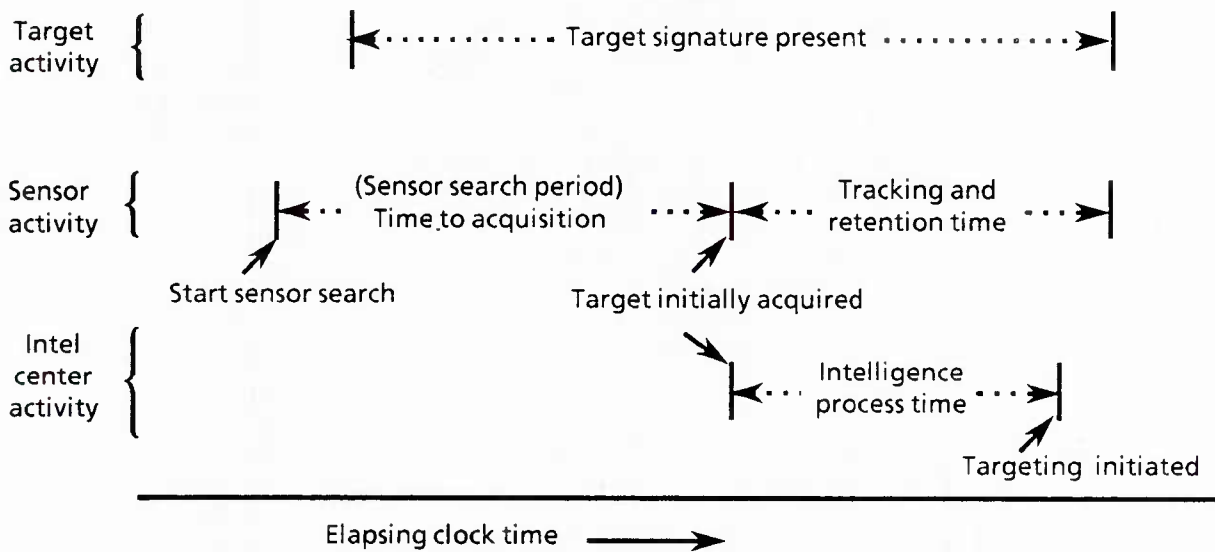 Target
activity
Target signature present
Sensor
activity
(Sensor search period)
Time to acquisition
Tracking and
retention time
Start sensor search
Target initially acquired
Intel
center
activity
Intelligence
process time
Targeting initiated
Elapsing clock time